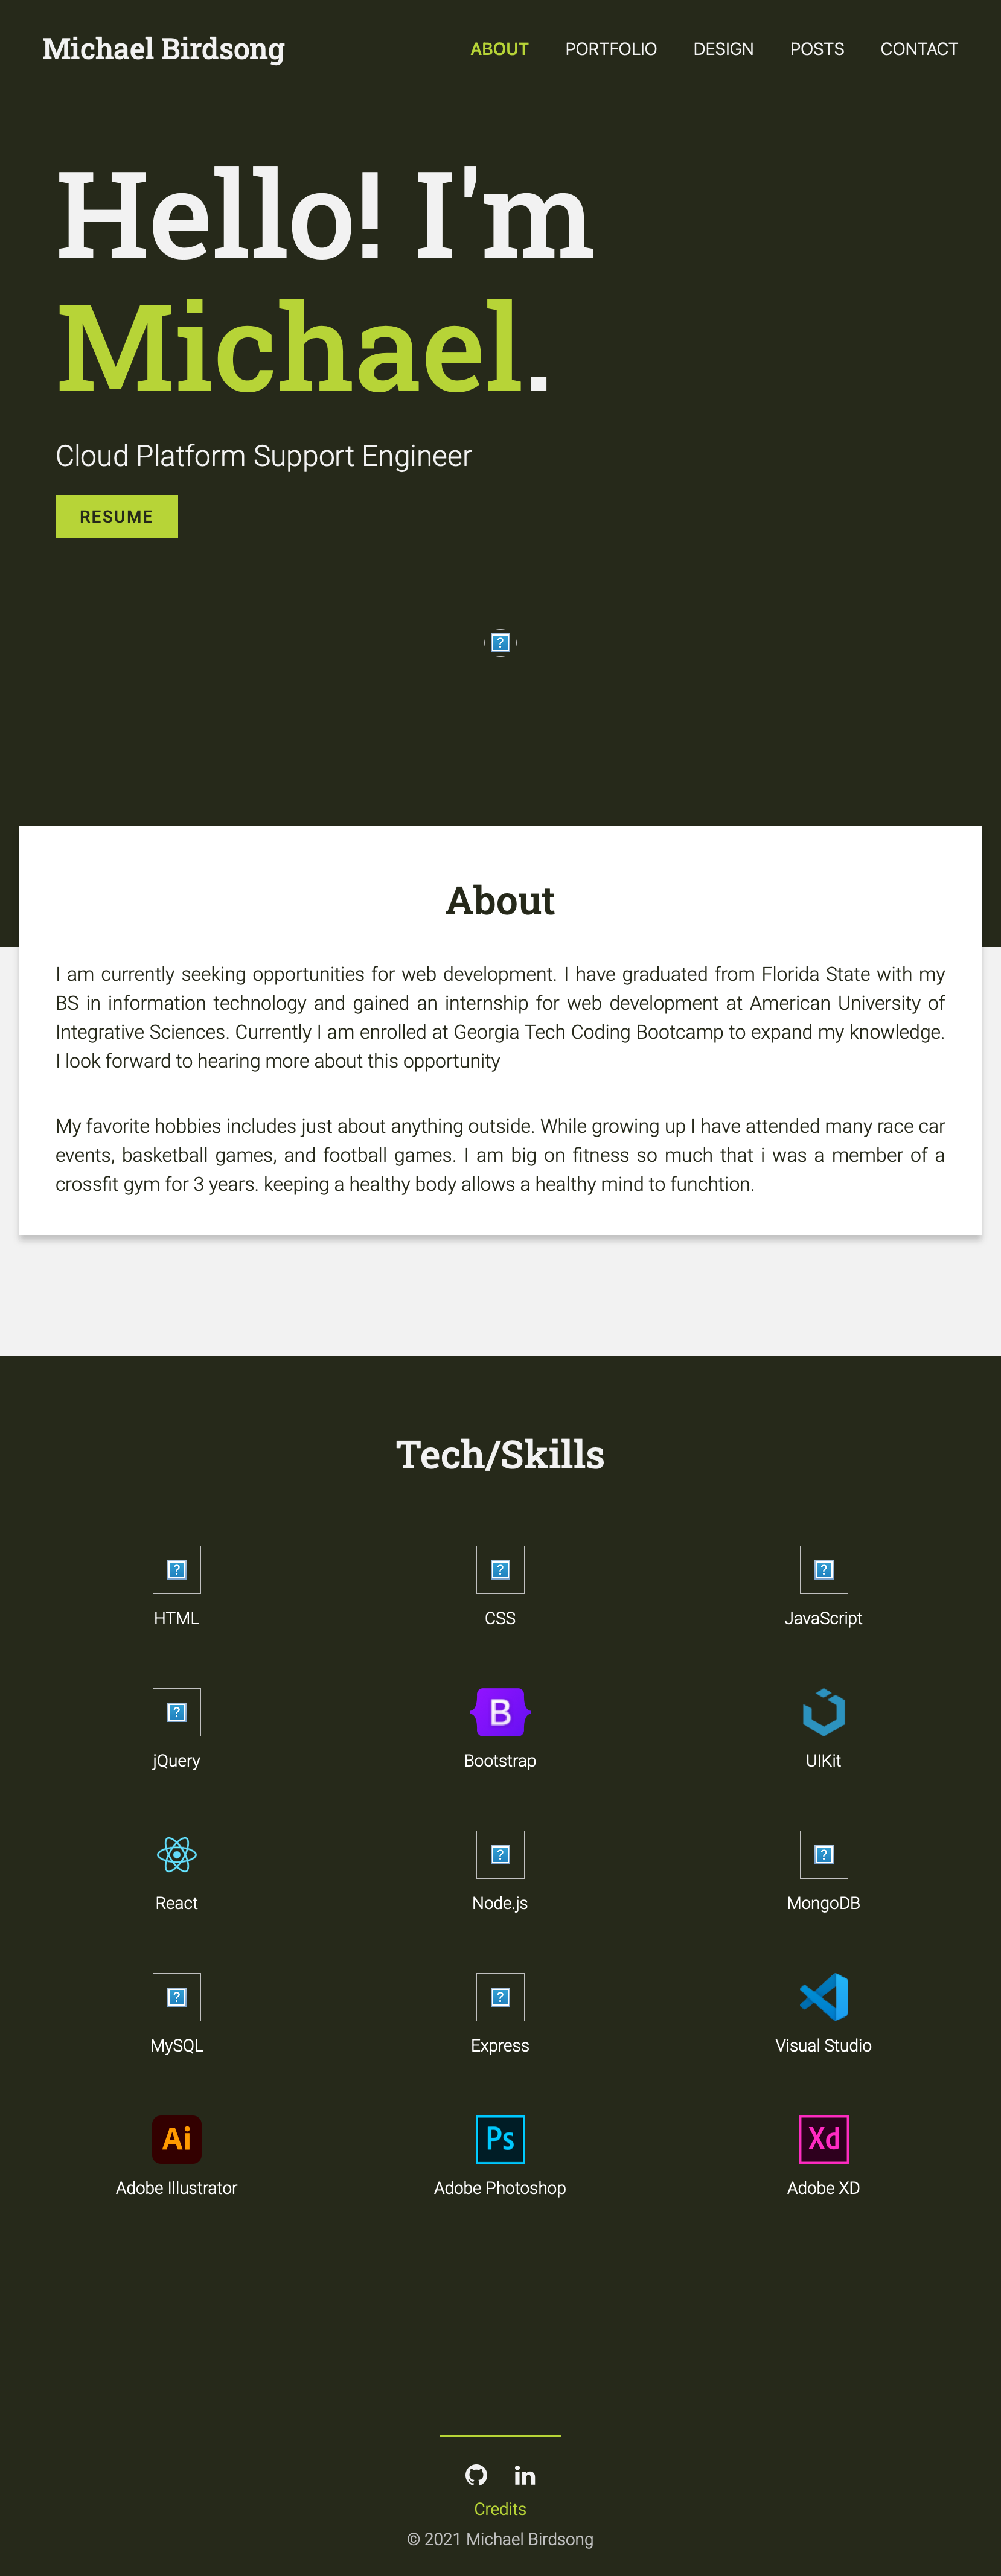 Michael Birdsong
ABOUT
PORTFOLIO
DESIGN
POSTS
CONTACT
Hello! I'm
Michael.
Cloud Platform Support Engineer
RESUME
About
I am currently seeking opportunities for web development. I have graduated from Florida State with my
BS in information technology and gained an internship for web development at American University of
Integrative Sciences. Currently I am enrolled at Georgia Tech Coding Bootcamp to expand my knowledge.
I look forward to hearing more about this opportunity
My favorite hobbies includes just about anything outside. While growing up I have attended many race car
events, basketball games, and football games. I am big on fitness so much that i was a member of a
crossfit gym for 3 years. keeping a healthy body allows a healthy mind to funchtion.
Tech/Skills
HTML
CSS
JavaScript
jQuery
B
Bootstrap
UIKit
React
Node.js
MongoDB
MySQL
Express
Visual Studio
Ai
Adobe Illustrator
Ps
Adobe Photoshop
Xd
Adobe XD
in
Credits
© 2021 Michael Birdsong